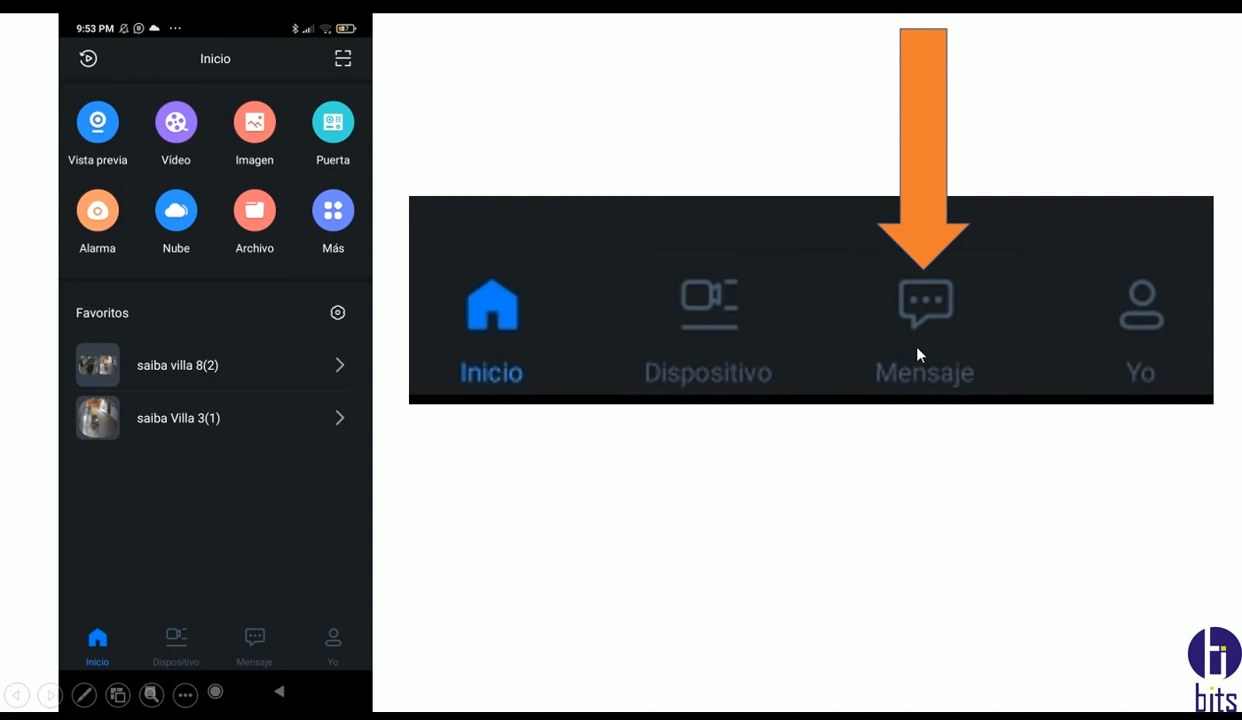 9:53 PM
Inicio
Vista previa
Vídeo
Imagen
Puerta
Alarma
Nube
Archivo
Más
Favoritos
saiba villa 8(2)
saiba Villa 3(1)
Inicio
Dispositivo
Mensaje
Yo
Inicio
Dispositivo
Mensaje
Yo
bits